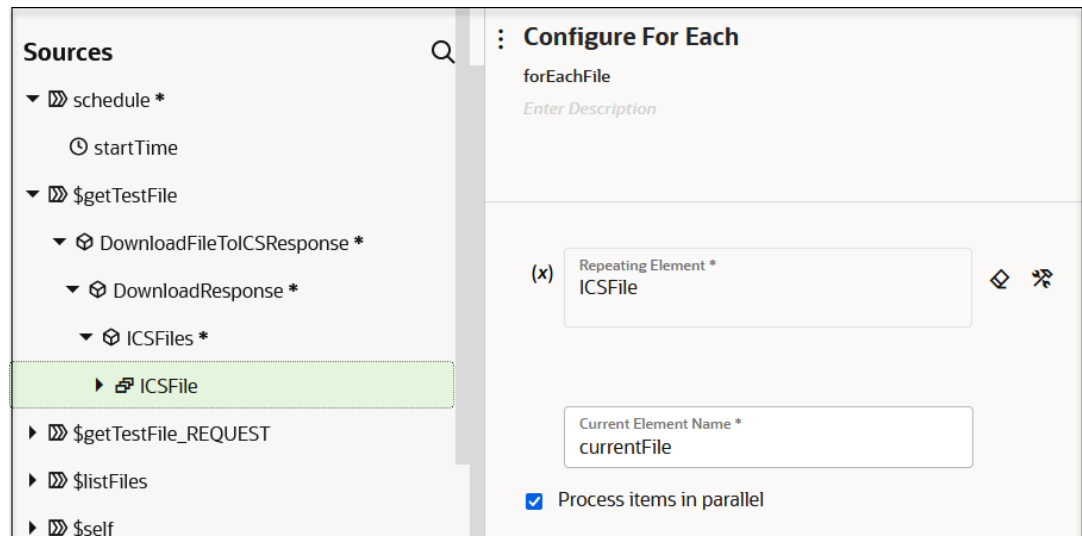 Sources
schedule *
startTime
$getTestFile
DownloadFileToICSResponse *
DownloadResponse *
ICSFiles *
ICSFile
$getTestFile_REQUEST
$listFiles
$self
Configure For Each
forEachFile
Enter Description
(x)
Repeating Element *
ICSFile
Current Element Name *
currentFile
Process items in parallel